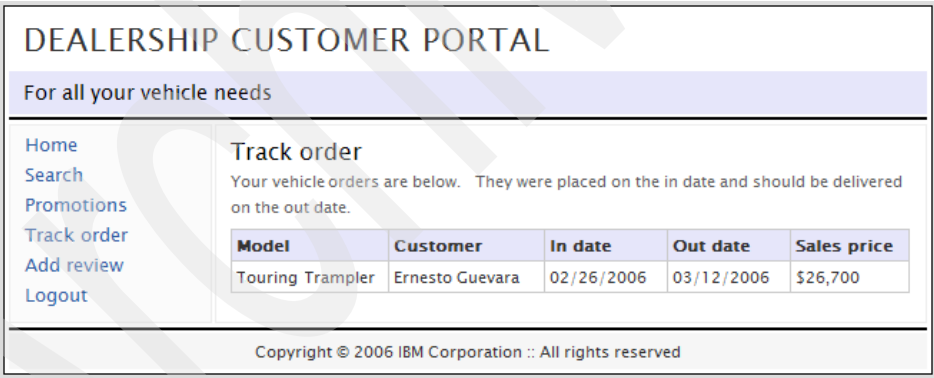 DEALERSHIP CUSTOMER PORTAL
For all your vehicle needs
Home
Search
Promotions
Track order
Add review
Logout
Track order
Your vehicle orders are below. They were placed on the in date and should be delivered
on the out date.
Model Customer In date Out date Sales price
Touring Trampler Ernesto Guevara 02/26/2006 03/12/2006 $26,700
Copyright © 2006 IBM Corporation :: All rights reserved